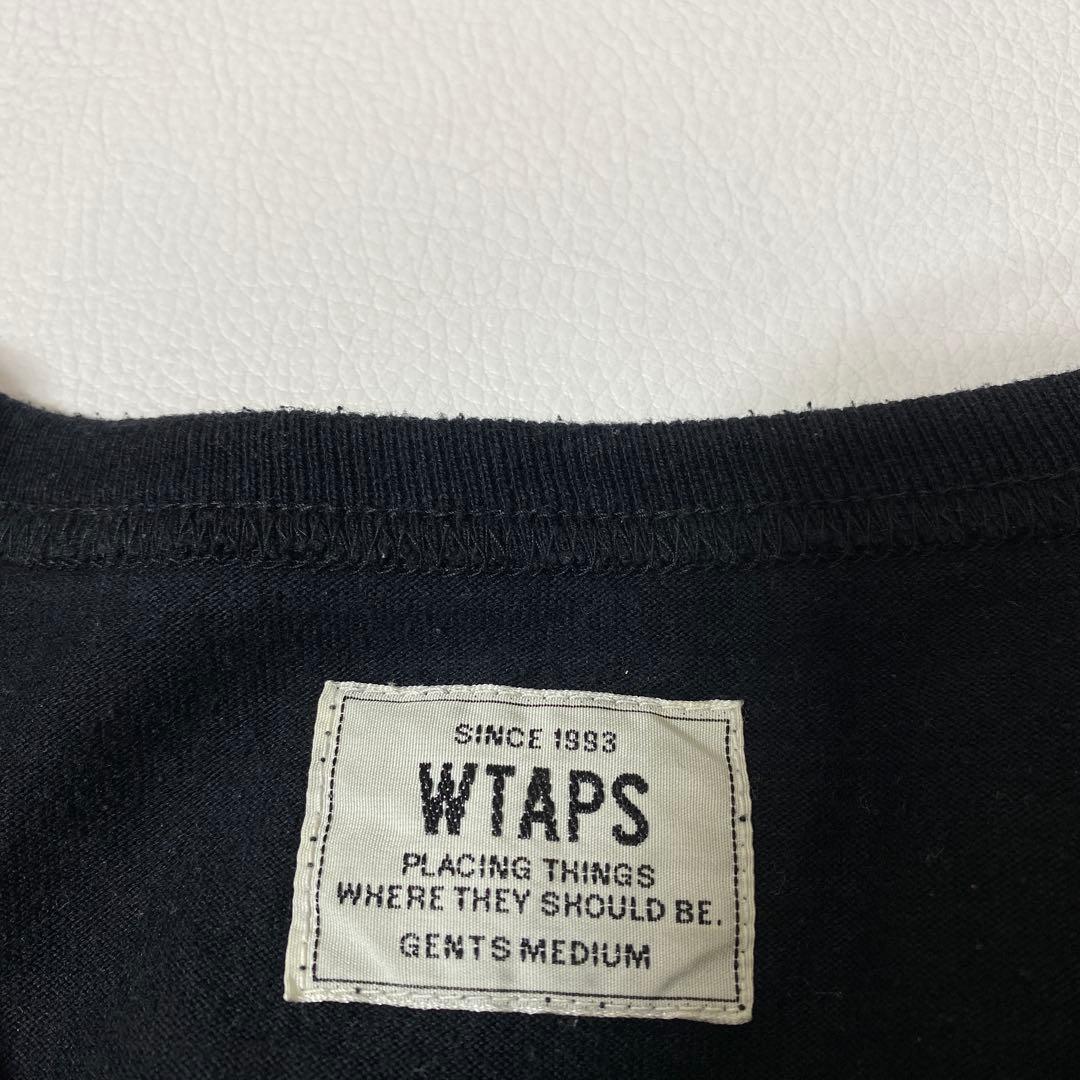 SINCE 1993
WTAPS
PLACING THINGS
WHERE THEY SHOULD BE.
GENTS MEDIUM